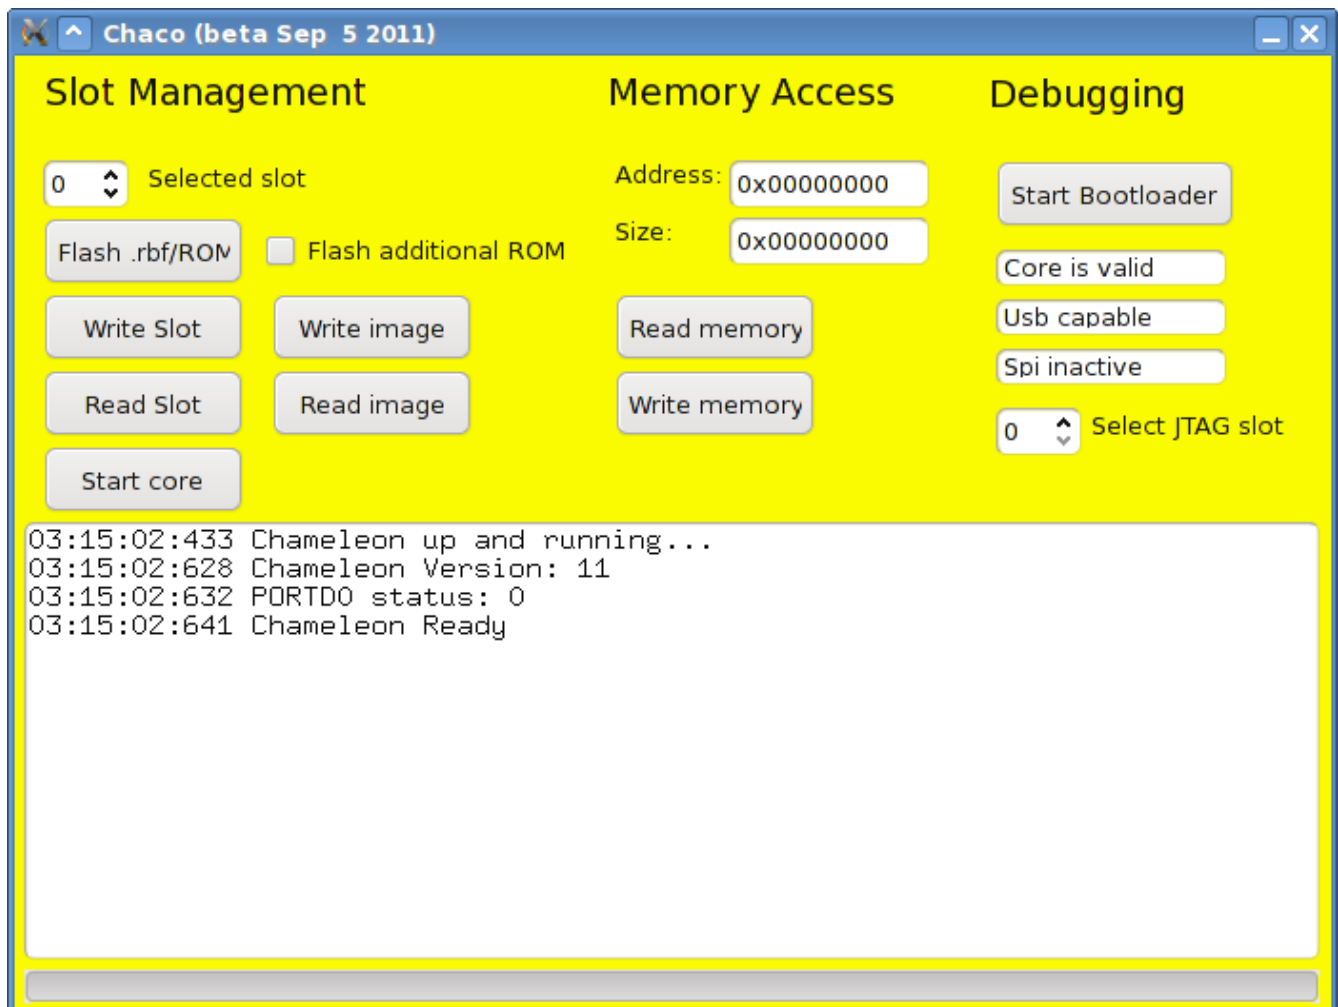 Chaco (beta Sep  5 2011)
Slot Management
Memory Access
Debugging
0
Selected slot
Address:
0x00000000
Start Bootloader
Flash .rbf/ROM
Flash additional ROM
Size:
0x00000000
Core is valid
Write Slot
Write image
Read memory
Usb capable
Spi inactive
Read Slot
Read image
Write memory
0
Select JTAG slot
Start core
03:15:02:433 Chameleon up and running...
03:15:02:628 Chameleon Version: 11
03:15:02:632 PORTDO status: 0
03:15:02:641 Chameleon Ready